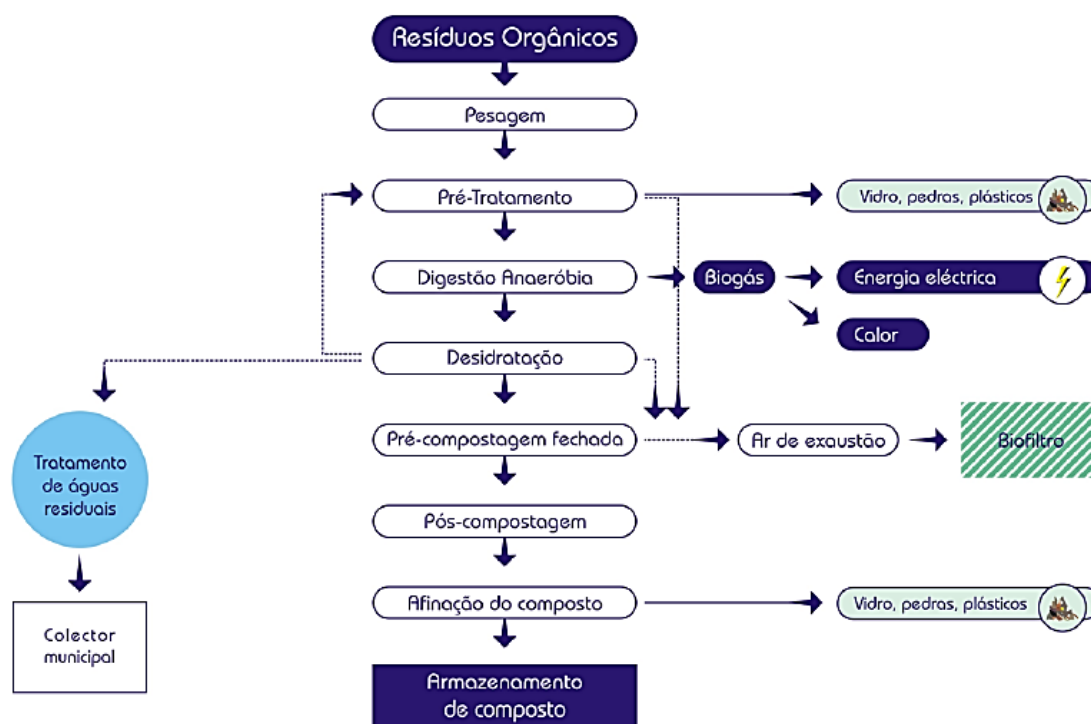 Resíduos Orgânicos
Pesagem
Pré-Tratamento
Vidro, pedras, plásticos
Digestão Anaeróbia
Biogás
Energia eléctrica
Calor
Desidratação
Pré-compostagem fechada
Ar de exaustão
Biofiltro
Tratamento
de águas
residuais
Pós-compostagem
Afinação do composto
Vidro, pedras, plásticos
Colector
municipal
Armazenamento
de composto